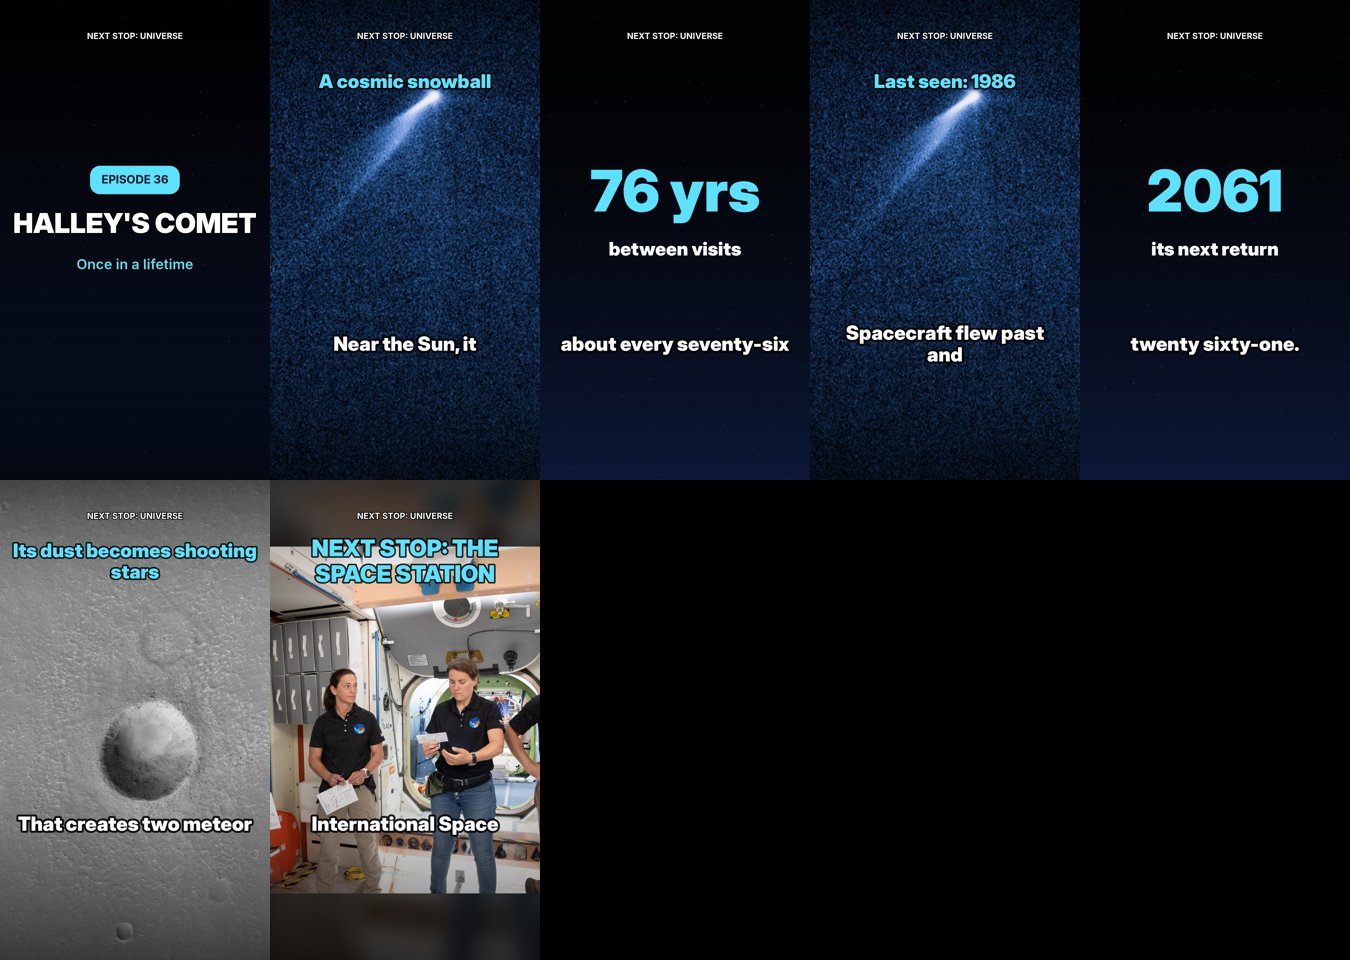 NEXT STOP: UNIVERSE
EPISODE 36
HALLEY'S COMET
Once in a lifetime
NEXT STOP: UNIVERSE
A cosmic snowball
Near the Sun, it
NEXT STOP: UNIVERSE
76 yrs
between visits
about every seventy-six
NEXT STOP: UNIVERSE
Last seen: 1986
Spacecraft flew past
and
NEXT STOP: UNIVERSE
2061
its next return
twenty sixty-one.
NEXT STOP: UNIVERSE
Its dust becomes shooting
stars
That creates two meteor
NEXT STOP: UNIVERSE
NEXT STOP: THE
SPACE STATION
International Space